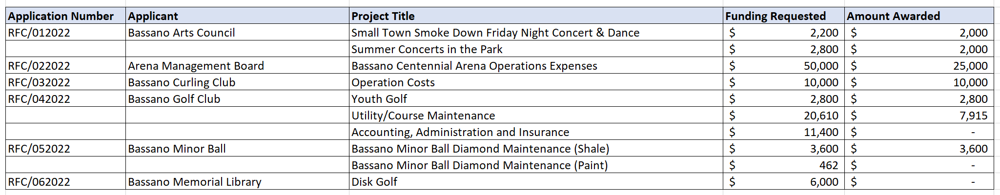 Application Number Applicant Project Title Funding Requested Amount Awarded
RFC/012022 Bassano Arts Council Small Town Smoke Down Friday Night Concert & Dance $ 2,200 $ 2,000
Summer Concerts in the Park $ 2,800 $ 2,000
RFC/022022 Arena Management Board Bassano Centennial Arena Operations Expenses $ 50,000 $ 25,000
RFC/032022 Bassano Curling Club Operation Costs $ 10,000 $ 10,000
RFC/042022 Bassano Golf Club Youth Golf $ 2,800 $ 2,800
Utility/Course Maintenance $ 20,610 $ 7,915
Accounting, Administration and Insurance $ 11,400 $ -
RFC/052022 Bassano Minor Ball Bassano Minor Ball Diamond Maintenance (Shale) $ 3,600 $ 3,600
Bassano Minor Ball Diamond Maintenance (Paint) $ 462 $ -
RFC/062022 Bassano Memorial Library Disk Golf $ 6,000 $ -